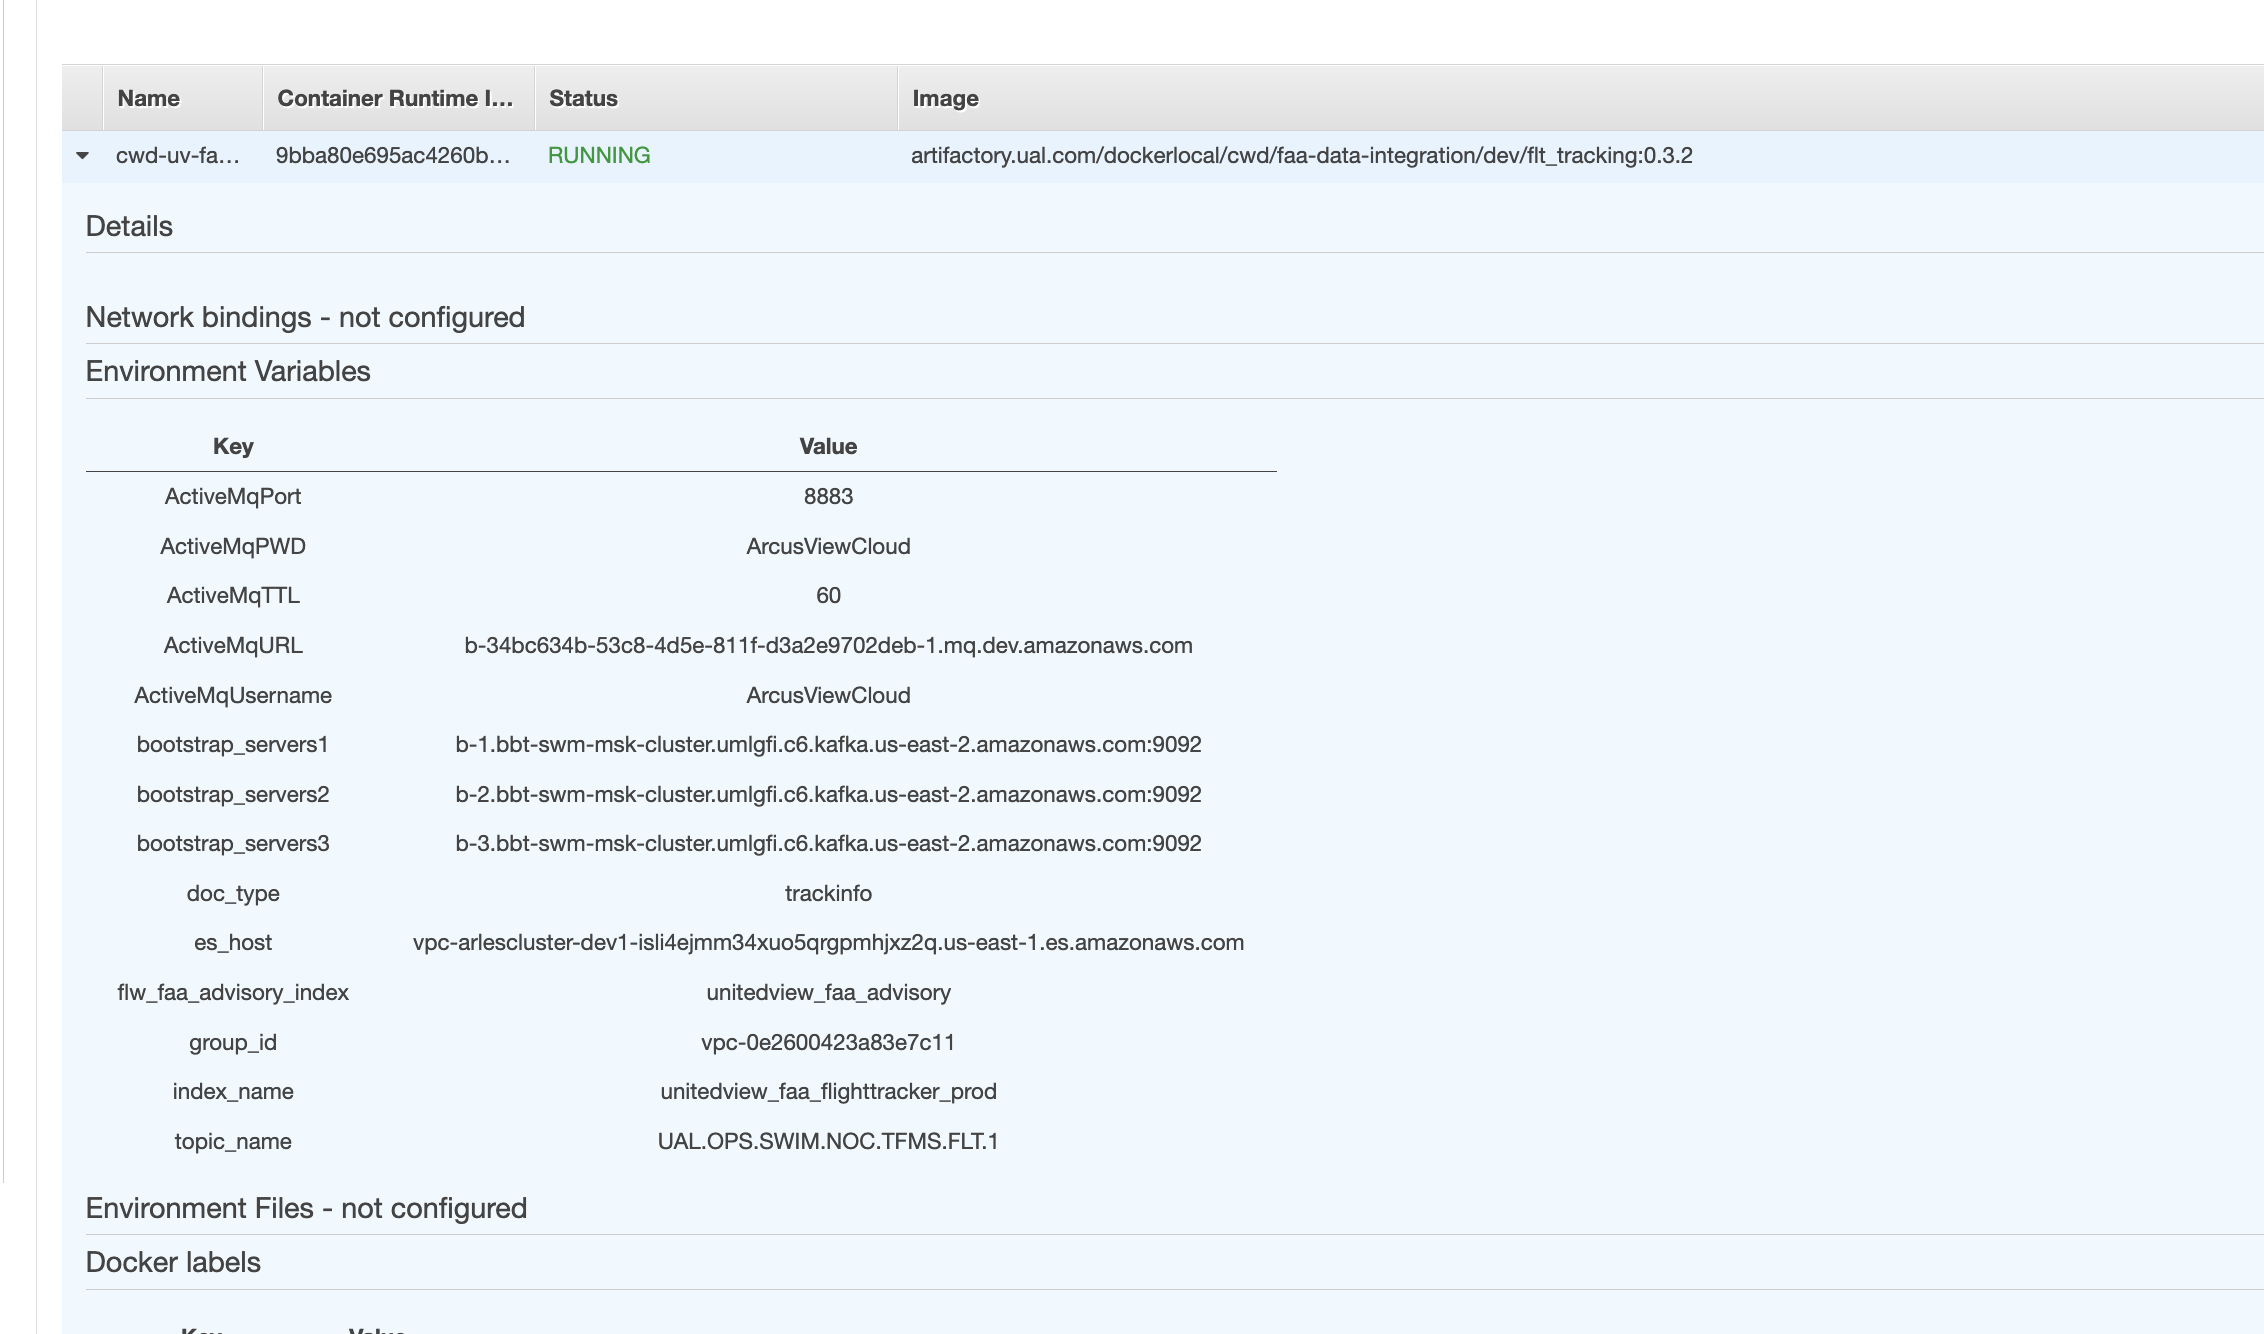 Name Container Runtime I... Status Image
cwd-uv-fa... 9bba80e695ac4260b... RUNNING artifactory.ual.com/dockerlocal/cwd/faa-data-integration/dev/flt_tracking:0.3.2
Details
Network bindings - not configured
Environment Variables
Key Value
ActiveMqPort 8883
ActiveMqPWD ArcusViewCloud
ActiveMqTTL 60
ActiveMqURL b-34bc634b-53c8-4d5e-811f-d3a2e9702deb-1.mq.dev.amazonaws.com
ActiveMqUsername ArcusViewCloud
bootstrap_servers1 b-1.bbt-swm-msk-cluster.umlgfi.c6.kafka.us-east-2.amazonaws.com:9092
bootstrap_servers2 b-2.bbt-swm-msk-cluster.umlgfi.c6.kafka.us-east-2.amazonaws.com:9092
bootstrap_servers3 b-3.bbt-swm-msk-cluster.umlgfi.c6.kafka.us-east-2.amazonaws.com:9092
doc_type trackinfo
es_host vpc-arlescluster-dev1-isli4ejmm34xuo5qrgpmhjxz2q.us-east-1.es.amazonaws.com
flw_faa_advisory_index unitedview_faa_advisory
group_id vpc-0e2600423a83e7c11
index_name unitedview_faa_flighttracker_prod
topic_name UAL.OPS.SWIM.NOC.TFMS.FLT.1
Environment Files - not configured
Docker labels
Key Value